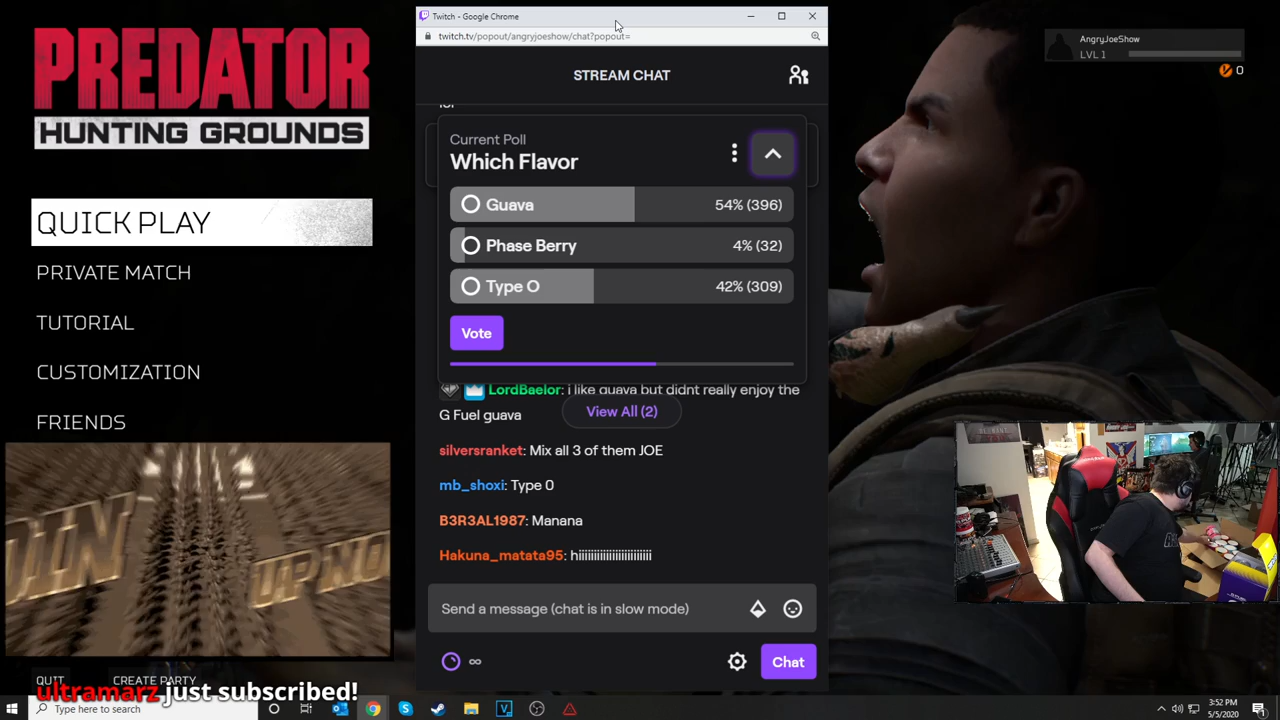 Twitch - Google Chrome
twitch.tv/popout/angryjoeshow/chat?popout=
PREDATOR
HUNTING GROUNDS
QUICK PLAY
PRIVATE MATCH
TUTORIAL
CUSTOMIZATION
FRIENDS
QUIT
CREATE PARTY
ultramarz just subscribed!
STREAM CHAT
Current Poll
Which Flavor
Guava 54% (396)
Phase Berry 4% (32)
Type O 42% (309)
Vote
LordBaelor: i like guava but didnt really enjoy the
G Fuel guava
View All (2)
silversranket: Mix all 3 of them JOE
mb_shoxi: Type O
B3R3AL1987: Manana
Hakuna_matata95: hiiiiiiiiiiiiiiiiiiiiiiii
Send a message (chat is in slow mode)
∞
Chat
AngryJoeShow
LVL 1
0
Type here to search
3:52 PM
5/5/2020